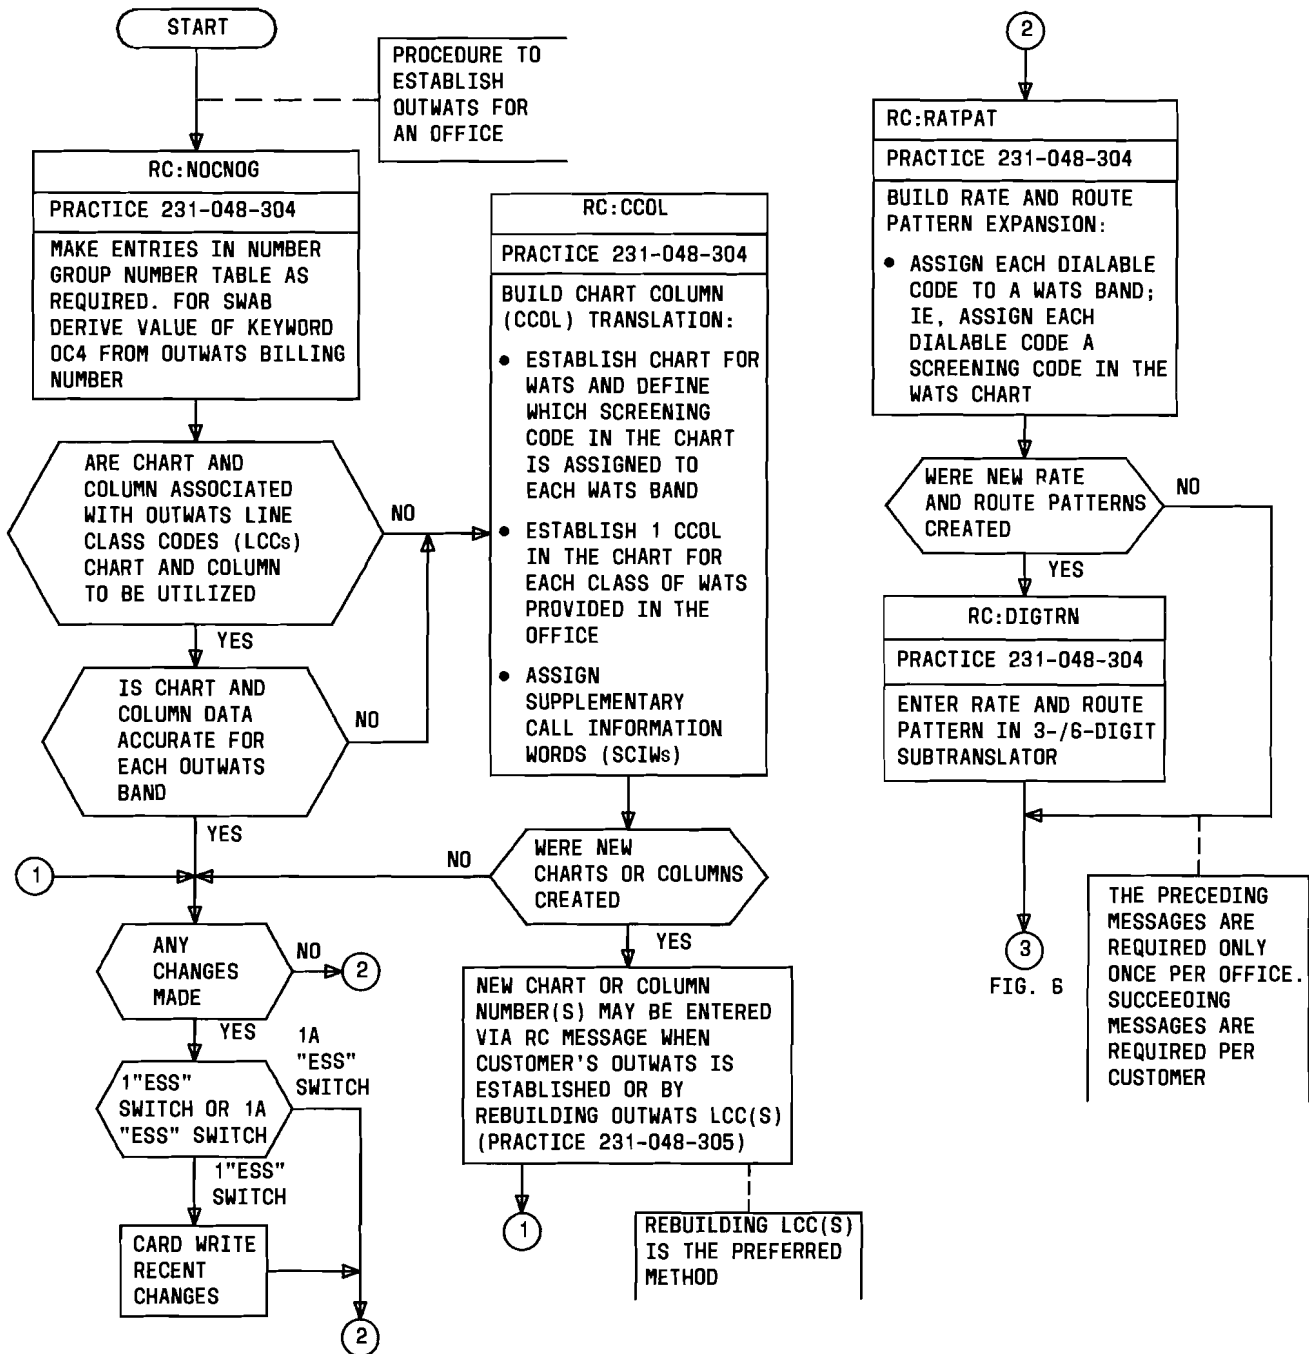 START
PROCEDURE TO
ESTABLISH
OUTWATS FOR
AN OFFICE
RC:NOCNOG
PRACTICE 231-048-304
MAKE ENTRIES IN NUMBER
GROUP NUMBER TABLE AS
REQUIRED. FOR SWAB
DERIVE VALUE OF KEYWORD
OC4 FROM OUTWATS BILLING
NUMBER
ARE CHART AND
COLUMN ASSOCIATED
WITH OUTWATS LINE
CLASS CODES (LCCs)
CHART AND COLUMN
TO BE UTILIZED
NO
YES
IS CHART AND
COLUMN DATA
ACCURATE FOR
EACH OUTWATS
BAND
NO
YES
1
ANY
CHANGES
MADE
NO
2
YES
1"ESS"
SWITCH OR 1A
"ESS" SWITCH
1A
"ESS"
SWITCH
1"ESS"
SWITCH
CARD WRITE
RECENT
CHANGES
2
RC:CCOL
PRACTICE 231-048-304
BUILD CHART COLUMN
(CCOL) TRANSLATION:
• ESTABLISH CHART FOR
WATS AND DEFINE
WHICH SCREENING
CODE IN THE CHART
IS ASSIGNED TO
EACH WATS BAND
• ESTABLISH 1 CCOL
IN THE CHART FOR
EACH CLASS OF WATS
PROVIDED IN THE
OFFICE
• ASSIGN
SUPPLEMENTARY
CALL INFORMATION
WORDS (SCIWs)
WERE NEW
CHARTS OR COLUMNS
CREATED
NO
YES
NEW CHART OR COLUMN
NUMBER(S) MAY BE ENTERED
VIA RC MESSAGE WHEN
CUSTOMER'S OUTWATS IS
ESTABLISHED OR BY
REBUILDING OUTWATS LCC(S)
(PRACTICE 231-048-305)
1
REBUILDING LCC(S)
IS THE PREFERRED
METHOD
2
RC:RATPAT
PRACTICE 231-048-304
BUILD RATE AND ROUTE
PATTERN EXPANSION:
• ASSIGN EACH DIALABLE
CODE TO A WATS BAND;
IE, ASSIGN EACH
DIALABLE CODE A
SCREENING CODE IN THE
WATS CHART
WERE NEW RATE
AND ROUTE PATTERNS
CREATED
NO
YES
RC:DIGTRN
PRACTICE 231-048-304
ENTER RATE AND ROUTE
PATTERN IN 3-/6-DIGIT
SUBTRANSLATOR
3
FIG. 6
THE PRECEDING
MESSAGES ARE
REQUIRED ONLY
ONCE PER OFFICE.
SUCCEEDING
MESSAGES ARE
REQUIRED PER
CUSTOMER